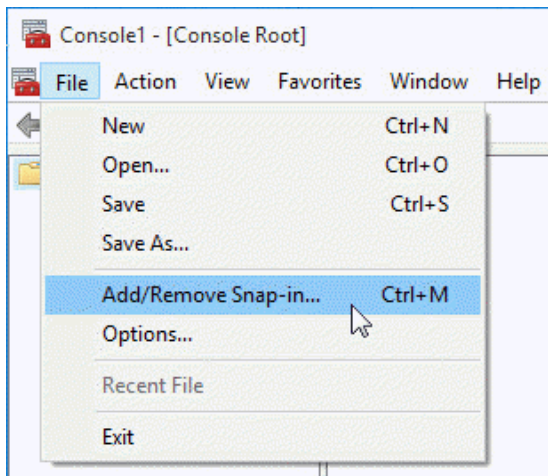 Console1 - [Console Root]
File Action View Favorites Window Help
New Ctrl+N
Open... Ctrl+O
Save Ctrl+S
Save As...
Add/Remove Snap-in... Ctrl+M
Options...
Recent File
Exit